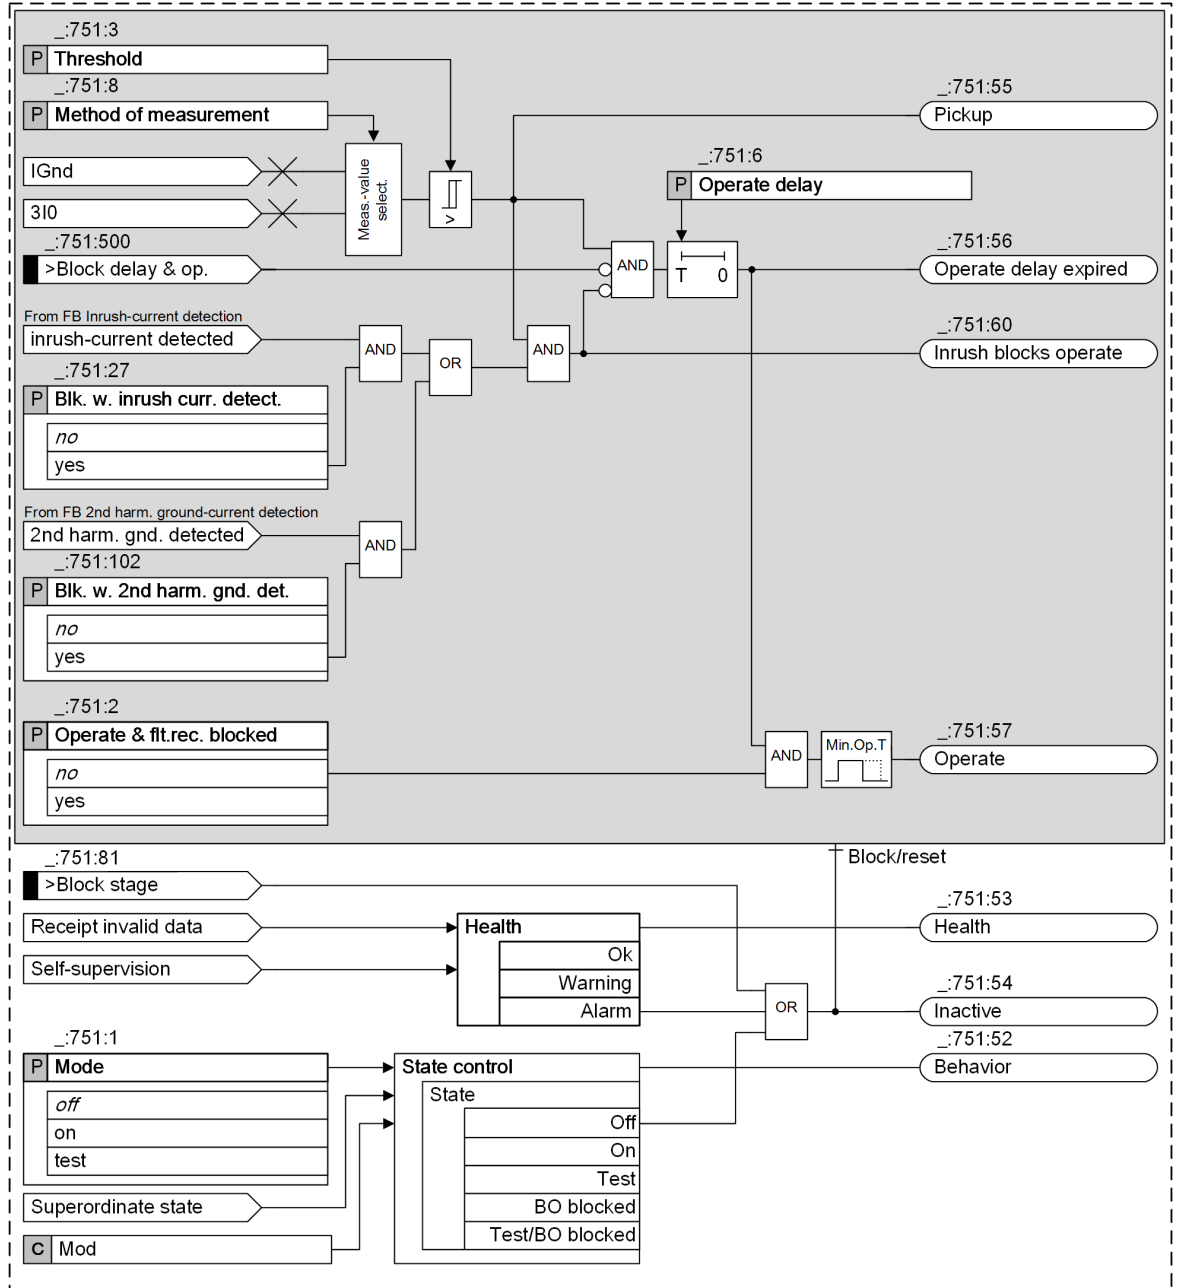 _:751:3
P Threshold
_:751:8
P Method of measurement
_:751:55
Pickup
IGnd
3I0
Meas.-value
select.
_:751:6
P Operate delay
_:751:500
>Block delay & op.
AND
T 0
_:751:56
Operate delay expired
From FB Inrush-current detection
inrush-current detected
AND
OR
AND
_:751:60
Inrush blocks operate
_:751:27
P Blk. w. inrush curr. detect.
no
yes
From FB 2nd harm. ground-current detection
2nd harm. gnd. detected
AND
_:751:102
P Blk. w. 2nd harm. gnd. det.
no
yes
_:751:2
P Operate & flt.rec. blocked
no
yes
AND
Min.Op.T
_:751:57
Operate
Block/reset
_:751:81
>Block stage
Receipt invalid data
Self-supervision
Health
Ok
Warning
Alarm
OR
_:751:53
Health
_:751:54
Inactive
_:751:52
Behavior
_:751:1
P Mode
off
on
test
Superordinate state
C Mod
State control
State
Off
On
Test
BO blocked
Test/BO blocked